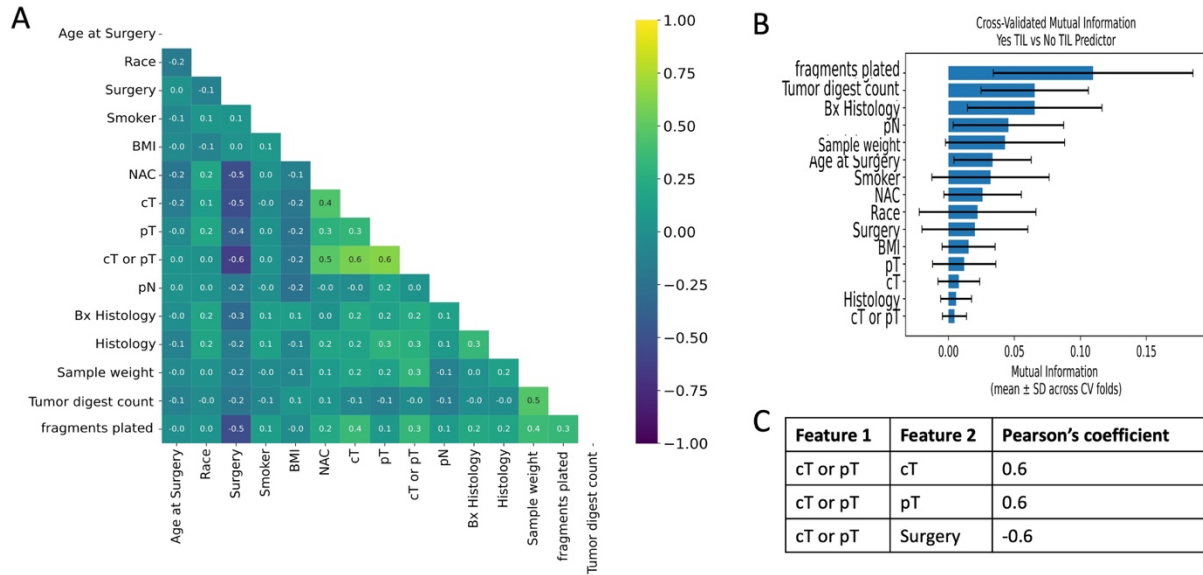 A
Age at Surgery
Race -0.2
Surgery 0.0 -0.1
Smoker -0.1 0.1 0.1
BMI -0.0 -0.1 0.0 0.1
NAC -0.2 0.2 -0.5 0.0 -0.1
cT -0.2 0.1 -0.5 -0.0 -0.2 0.4
pT -0.0 0.2 -0.4 0.0 -0.2 0.3 0.3
cT or pT 0.0 0.0 -0.6 0.0 -0.2 0.5 0.6 0.6
pN 0.0 0.0 -0.2 0.0 -0.2 -0.0 -0.0 0.2 0.0
Bx Histology -0.0 0.2 -0.3 0.1 0.1 0.0 0.2 0.2 0.2 0.1
Histology -0.1 0.2 -0.2 0.1 -0.1 0.2 0.2 0.3 0.3 0.1 0.3
Sample weight -0.0 0.0 -0.2 0.0 -0.1 0.1 0.2 0.2 0.3 -0.1 0.0 0.2
Tumor digest count -0.1 -0.0 -0.2 -0.1 0.1 0.1 -0.1 -0.1 -0.1 -0.1 -0.0 -0.0 0.5
fragments plated -0.0 0.0 -0.5 0.1 -0.0 0.2 0.4 0.1 0.3 0.1 0.2 0.2 0.4 0.3
Age at Surgery
Race
Surgery
Smoker
BMI
NAC
cT
pT
cT or pT
pN
Bx Histology
Histology
Sample weight
fragments plated
Tumor digest count
1.00
0.75
0.50
0.25
0.00
−0.25
−0.50
−0.75
−1.00
B
Cross-Validated Mutual Information
Yes TIL vs No TIL Predictor
fragments plated
Tumor digest count
Bx Histology
pN
Sample weight
Age at Surgery
Smoker
NAC
Race
Surgery
BMI
pT
cT
Histology
cT or pT
0.00 0.05 0.10 0.15
Mutual Information
(mean ± SD across CV folds)
C
Feature 1 Feature 2 Pearson's coefficient
cT or pT cT 0.6
cT or pT pT 0.6
cT or pT Surgery -0.6